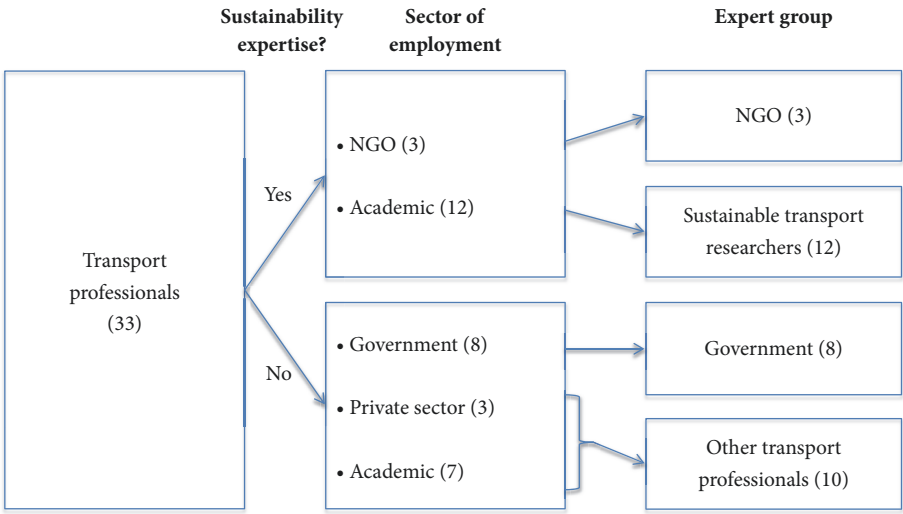 Sustainability
expertise?
Sector of
employment
Expert group
Transport
professionals
(33)
Yes
No
• NGO (3)
• Academic (12)
• Government (8)
• Private sector (3)
• Academic (7)
NGO (3)
Sustainable transport
researchers (12)
Government (8)
Other transport
professionals (10)